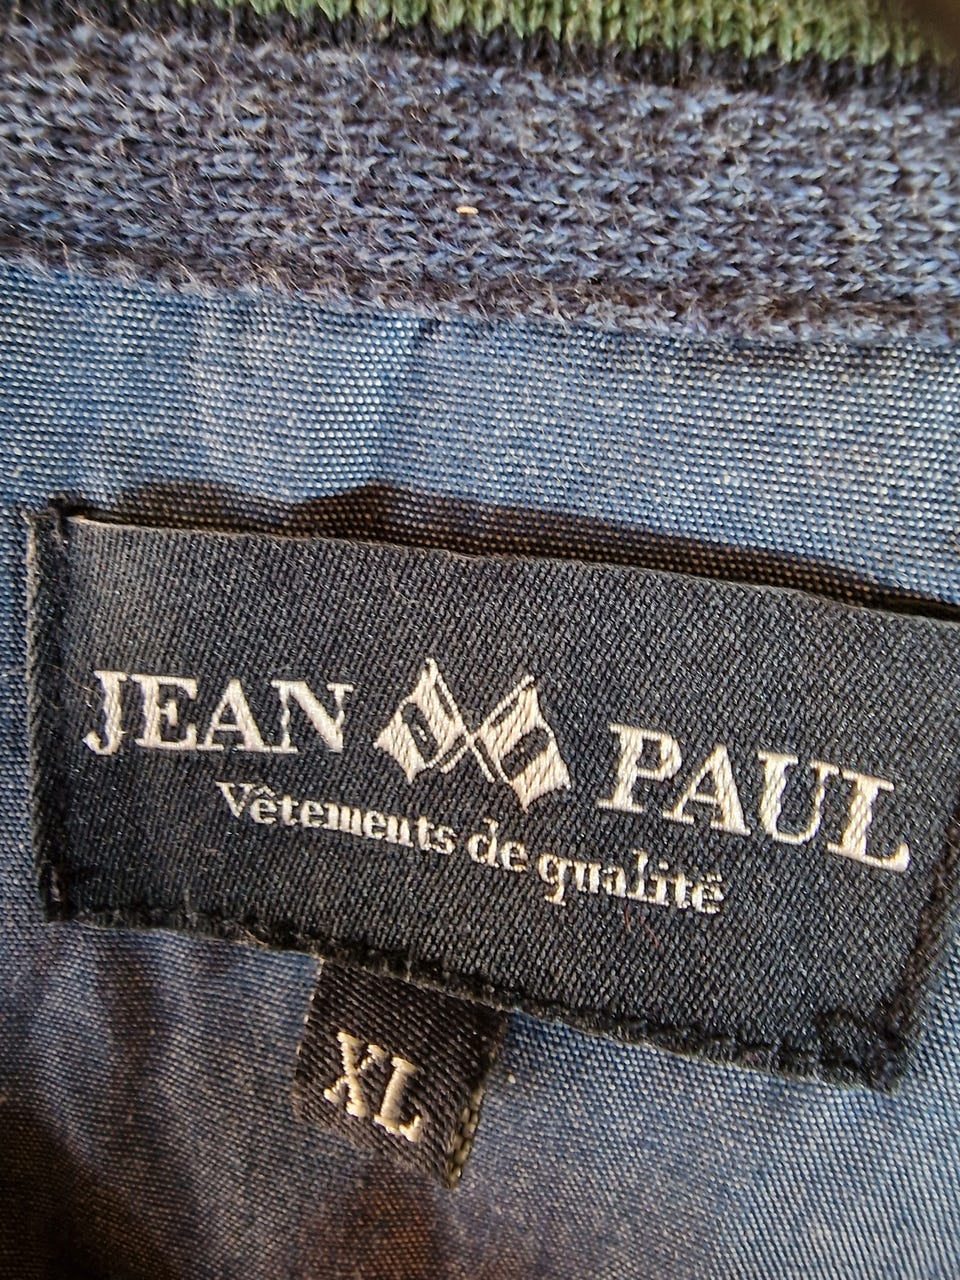 JEAN PAUL
Vêtements de qualité
XL